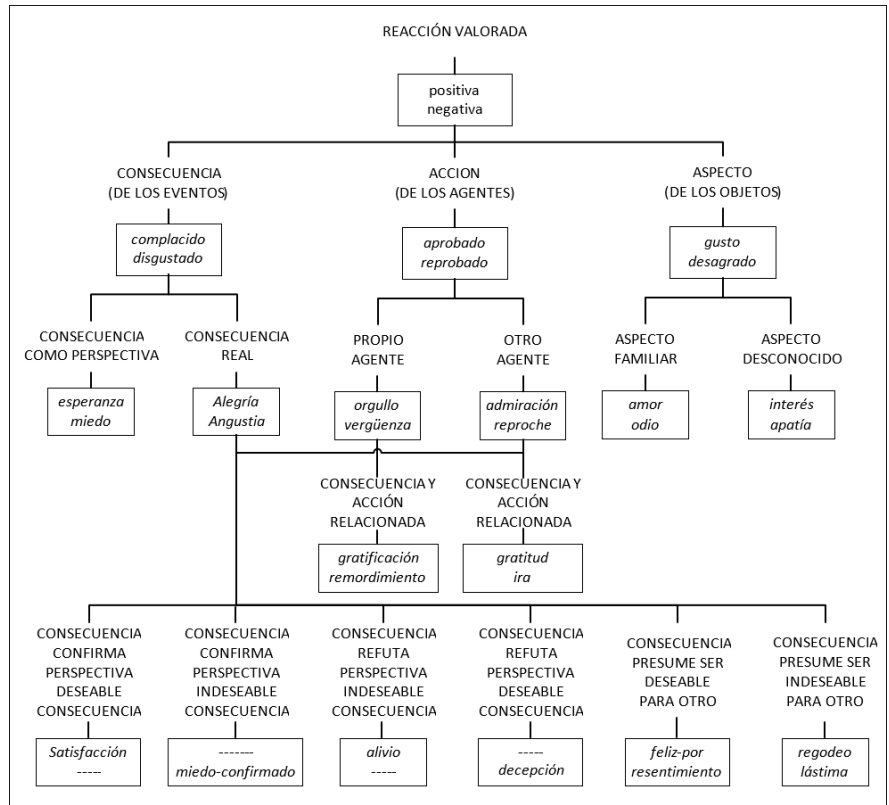 REACCIÓN VALORADA
positiva
negativa
CONSECUENCIA
(DE LOS EVENTOS)
ACCION
(DE LOS AGENTES)
ASPECTO
(DE LOS OBJETOS)
complacido
disgustado
aprobado
reprobado
gusto
desagrado
CONSECUENCIA
COMO PERSPECTIVA
CONSECUENCIA
REAL
PROPIO
AGENTE
OTRO
AGENTE
ASPECTO
FAMILIAR
ASPECTO
DESCONOCIDO
esperanza
miedo
Alegría
Angustia
orgullo
vergüenza
admiración
reproche
amor
odio
interés
apatía
CONSECUENCIA Y
ACCIÓN
RELACIONADA
CONSECUENCIA Y
ACCIÓN
RELACIONADA
gratificación
remordimiento
gratitud
ira
CONSECUENCIA
CONFIRMA
PERSPECTIVA
DESEABLE
CONSECUENCIA
CONSECUENCIA
CONFIRMA
PERSPECTIVA
INDESEABLE
CONSECUENCIA
CONSECUENCIA
REFUTA
PERSPECTIVA
INDESEABLE
CONSECUENCIA
CONSECUENCIA
REFUTA
PERSPECTIVA
DESEABLE
CONSECUENCIA
CONSECUENCIA
PRESUME SER
DESEABLE
PARA OTRO
CONSECUENCIA
PRESUME SER
INDESEABLE
PARA OTRO
Satisfacción
-----
-------
miedo-confirmado
alivio
-----
-----
decepción
feliz-por
resentimiento
regodeo
lástima